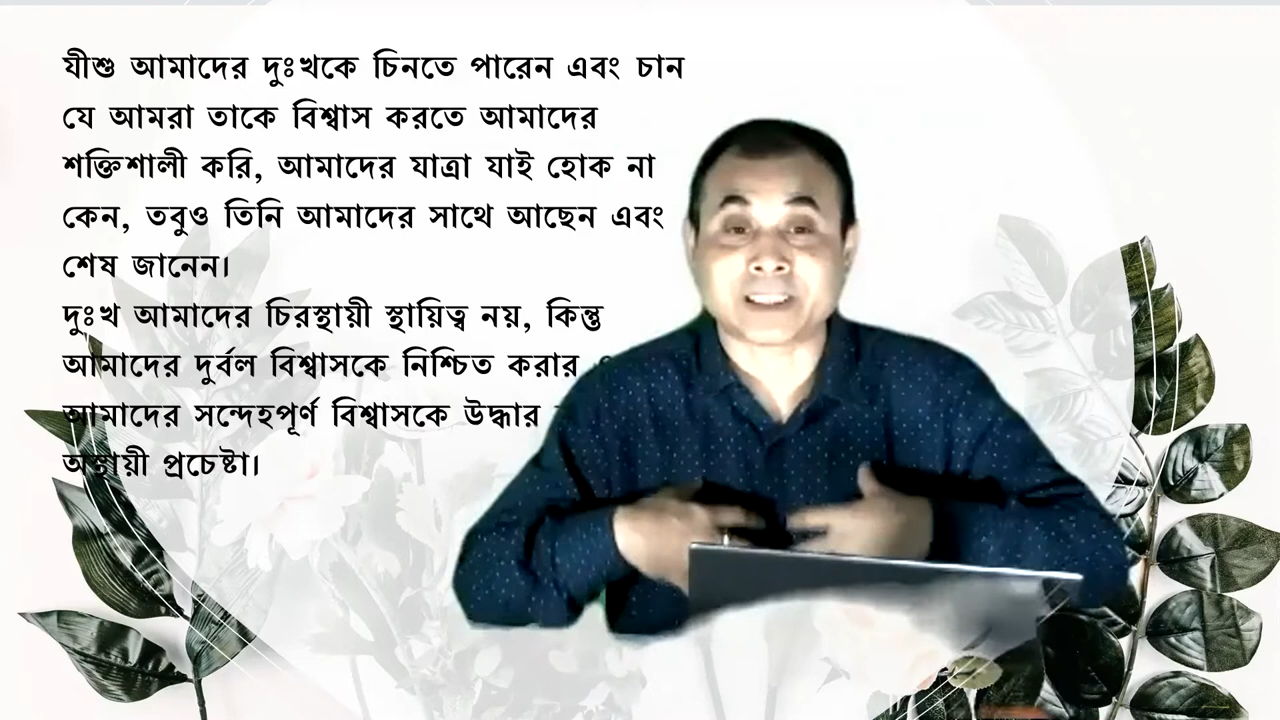 যীশু আমাদের দুঃখকে চিনতে পারেন এবং চান
যে আমরা তাকে বিশ্বাস করতে আমাদের
শক্তিশালী করি, আমাদের যাত্রা যাই হোক না
কেন, তবুও তিনি আমাদের সাথে আছেন এবং
শেষ জানেন।
দুঃখ আমাদের চিরস্থায়ী স্থায়িত্ব নয়, কিন্তু
আমাদের দুর্বল বিশ্বাসকে নিশ্চিত করার
আমাদের সন্দেহপূর্ণ বিশ্বাসকে উদ্ধার
অস্থায়ী প্রচেষ্টা।